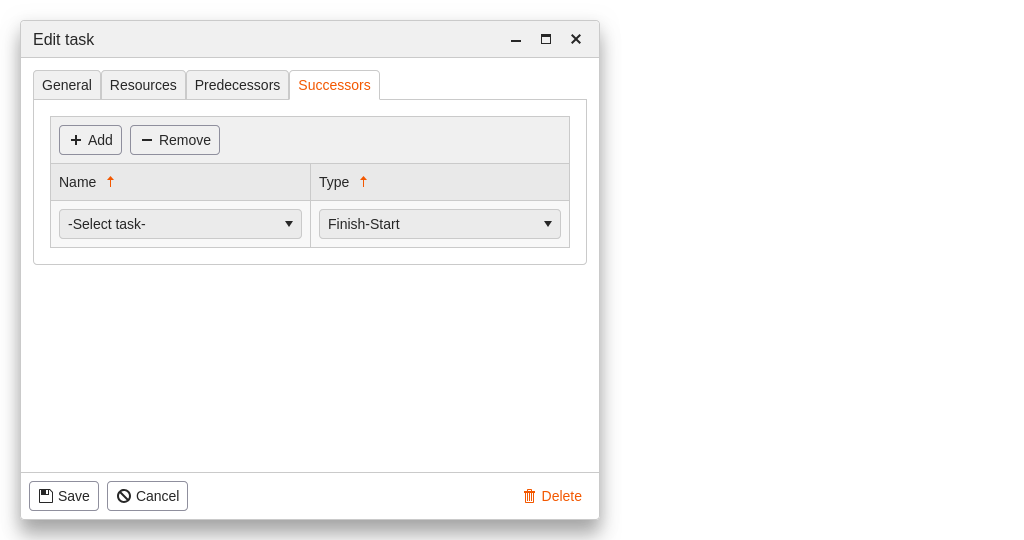 Edit task
General Resources Predecessors Successors
Add Remove
Name Type
-Select task- Finish-Start
Save Cancel Delete